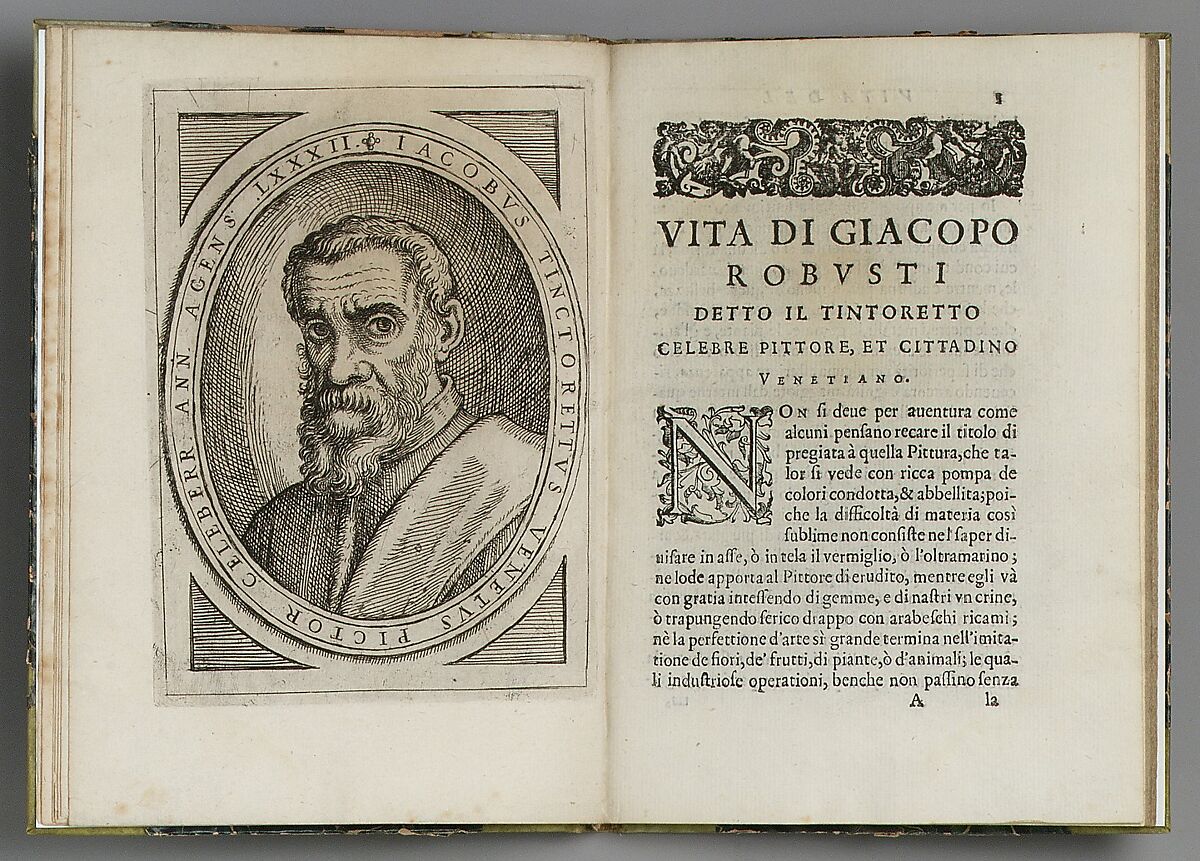 IACOBVS TINCTORETTVS VENETVS PICTOR CELEBERR ANN AGENS LXXII.
1
VITA DI GIACOPO
ROBVSTI
DETTO IL TINTORETTO
CELEBRE PITTORE, ET CITTADINO
VENETIANO.
NON ſi deue per auentura come
alcuni penſano recare il titolo di
pregiata à quella Pittura, che ta-
lor ſi vede con ricca pompa de
colori condotta, & abbellita; poi-
che la difficoltà di materia così
ſublime non conſiſte nel ſaper di-
uiſare in aſſe, ò in tela il vermiglio, ò l'oltramarino;
ne lode apporta al Pittore di erudito, mentre egli và
con gratia inteſſendo di gemme, e di naſtri vn crine,
ò trapungendo ſerico drappo con arabeſchi ricami;
nè la perfettione d'arte sì grande termina nell'imita-
tione de fiori, de' frutti, di piante, ò d'animali; le qua-
li induſtrioſe operationi, benche non paſſino ſenza
A la